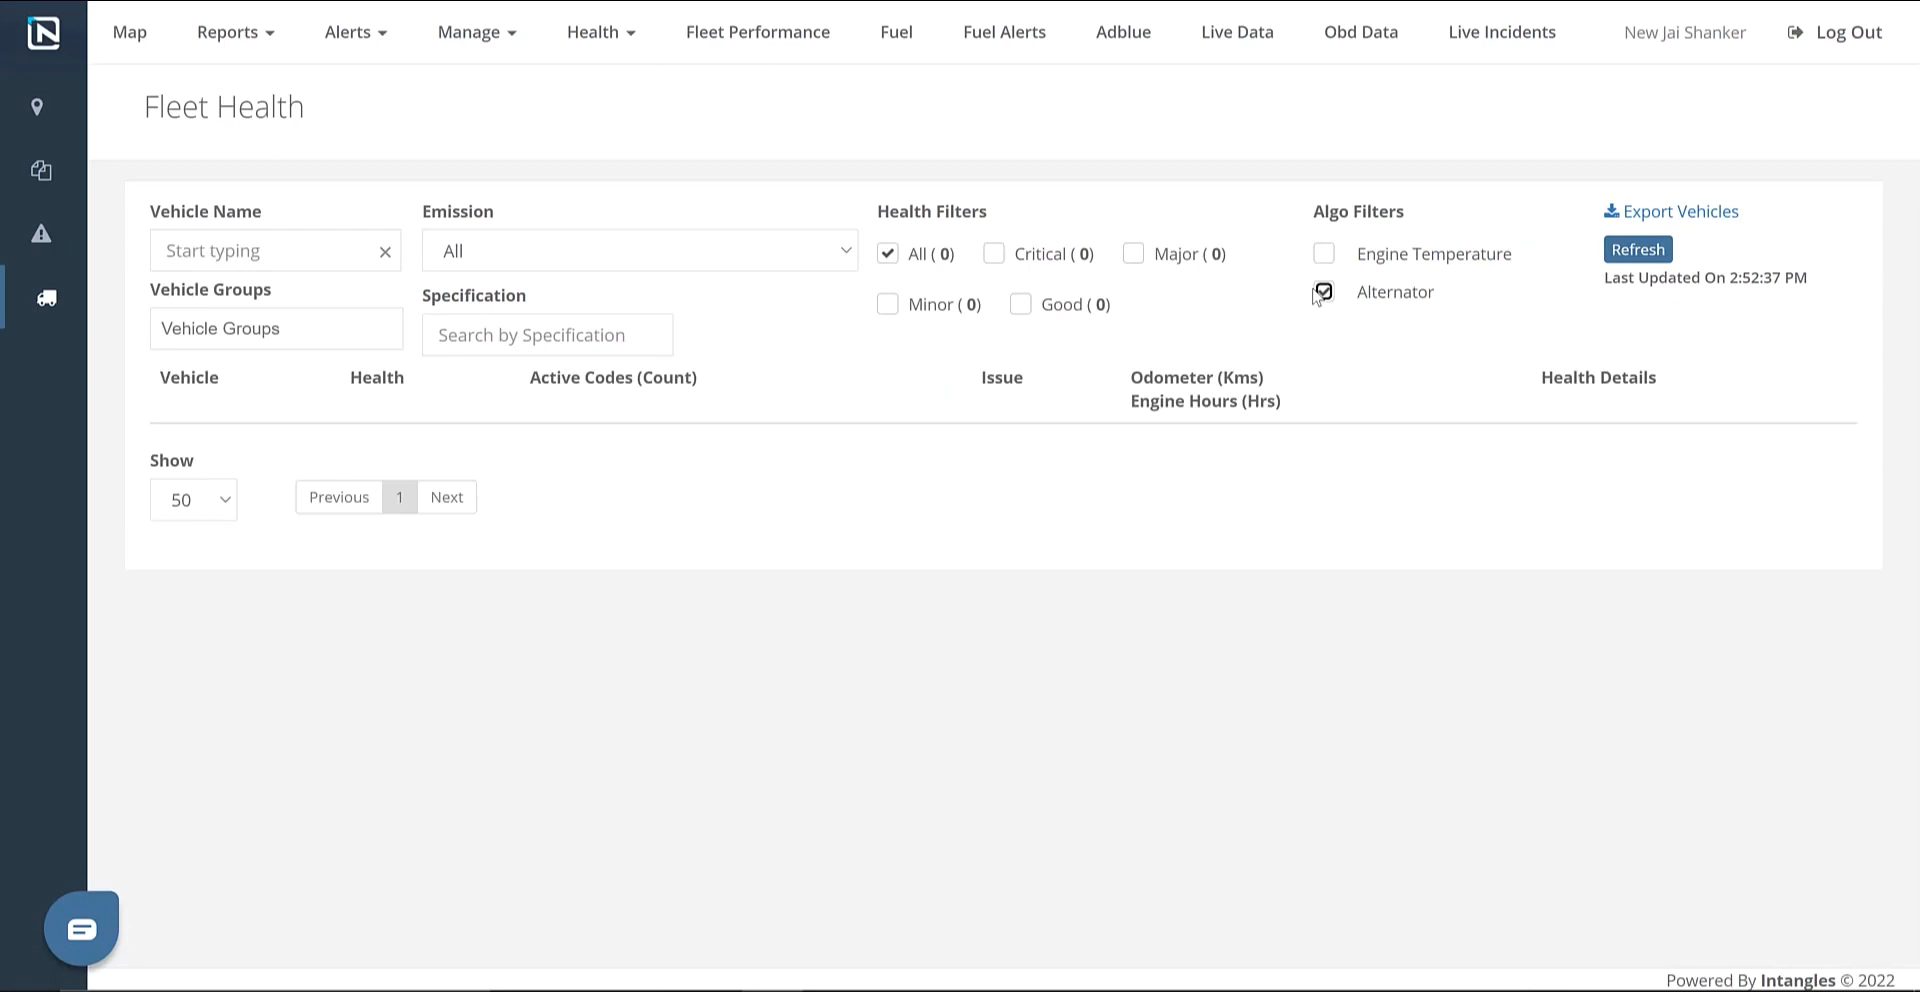 Map Reports Alerts Manage Health Fleet Performance Fuel Fuel Alerts Adblue Live Data Obd Data Live Incidents New Jai Shanker Log Out
Fleet Health
Vehicle Name Emission Health Filters Algo Filters Export Vehicles
Start typing All All ( 0) Critical ( 0) Major ( 0) Engine Temperature Refresh
Last Updated On 2:52:37 PM
Vehicle Groups Specification Minor ( 0) Good ( 0) Alternator
Vehicle Groups Search by Specification
Vehicle Health Active Codes (Count) Issue Odometer (Kms) Health Details
Engine Hours (Hrs)
Show
50 Previous 1 Next
Powered By Intangles © 2022